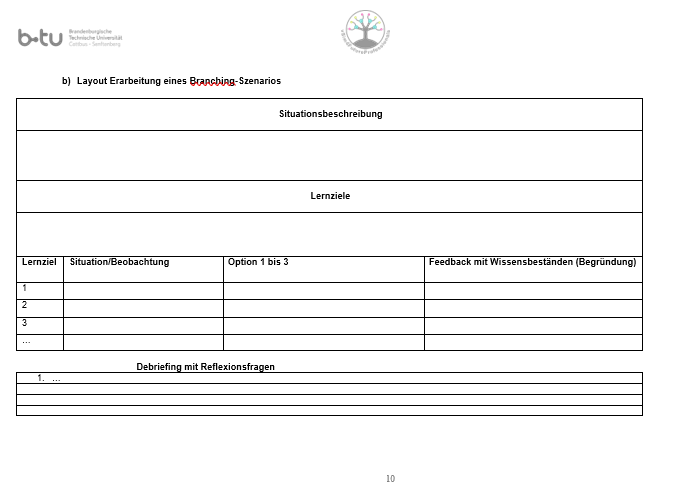 b-tu
Brandenburgische
Technische Universität
Cottbus - Senftenberg
b) Layout Erarbeitung eines Branching-Szenarios
Situationsbeschreibung
Lernziele
Lernziel Situation/Beobachtung Option 1 bis 3 Feedback mit Wissensbeständen (Begründung)
1
2
3
...
Debriefing mit Reflexionsfragen
1. ...
10